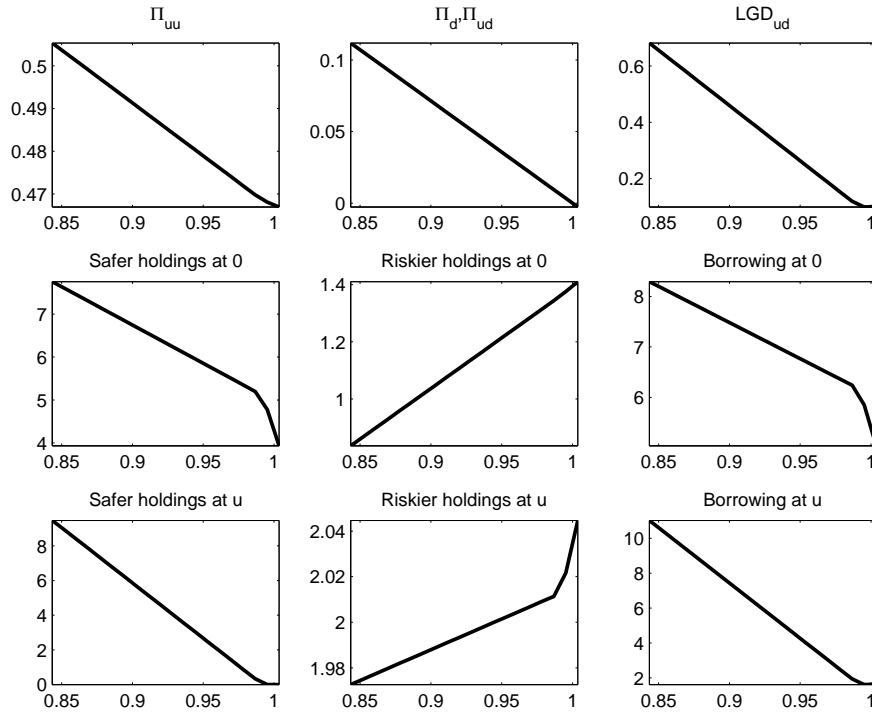 Π_uu
Π_d,Π_ud
LGD_ud
0.5
0.49
0.48
0.47
0.85 0.9 0.95 1
0.1
0.05
0
0.85 0.9 0.95 1
0.6
0.4
0.2
0.85 0.9 0.95 1
Safer holdings at 0
Riskier holdings at 0
Borrowing at 0
7
6
5
4
0.85 0.9 0.95 1
1.4
1.2
1
0.85 0.9 0.95 1
8
7
6
0.85 0.9 0.95 1
Safer holdings at u
Riskier holdings at u
Borrowing at u
8
6
4
2
0
0.85 0.9 0.95 1
2.04
2.02
2
1.98
0.85 0.9 0.95 1
10
8
6
4
2
0.85 0.9 0.95 1